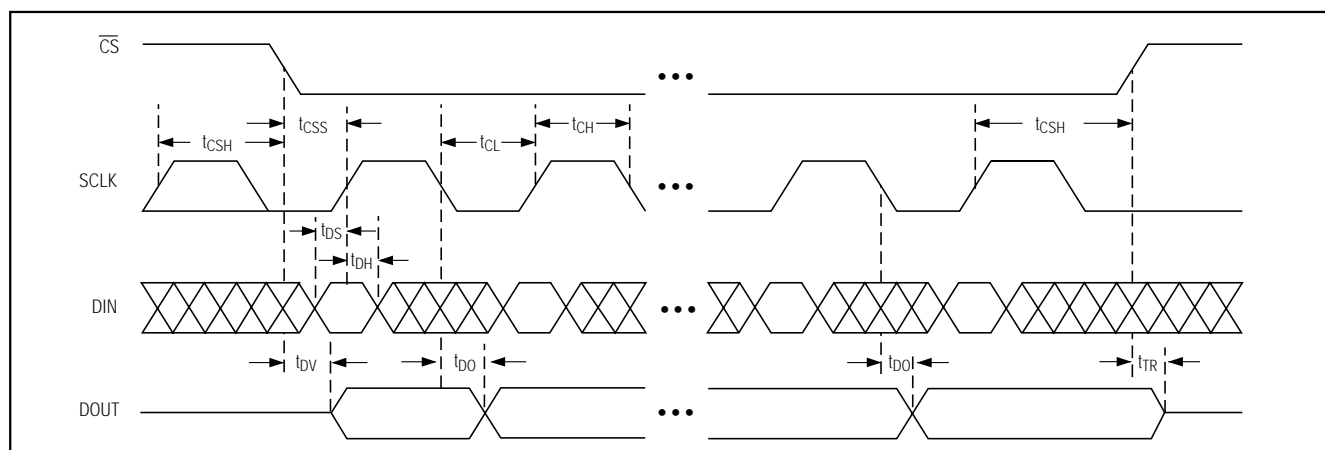 CS
tCSS
tCSH
tCL
tCH
tCSH
SCLK
tDS
tDH
DIN
tDV
tDO
tDO
tTR
DOUT